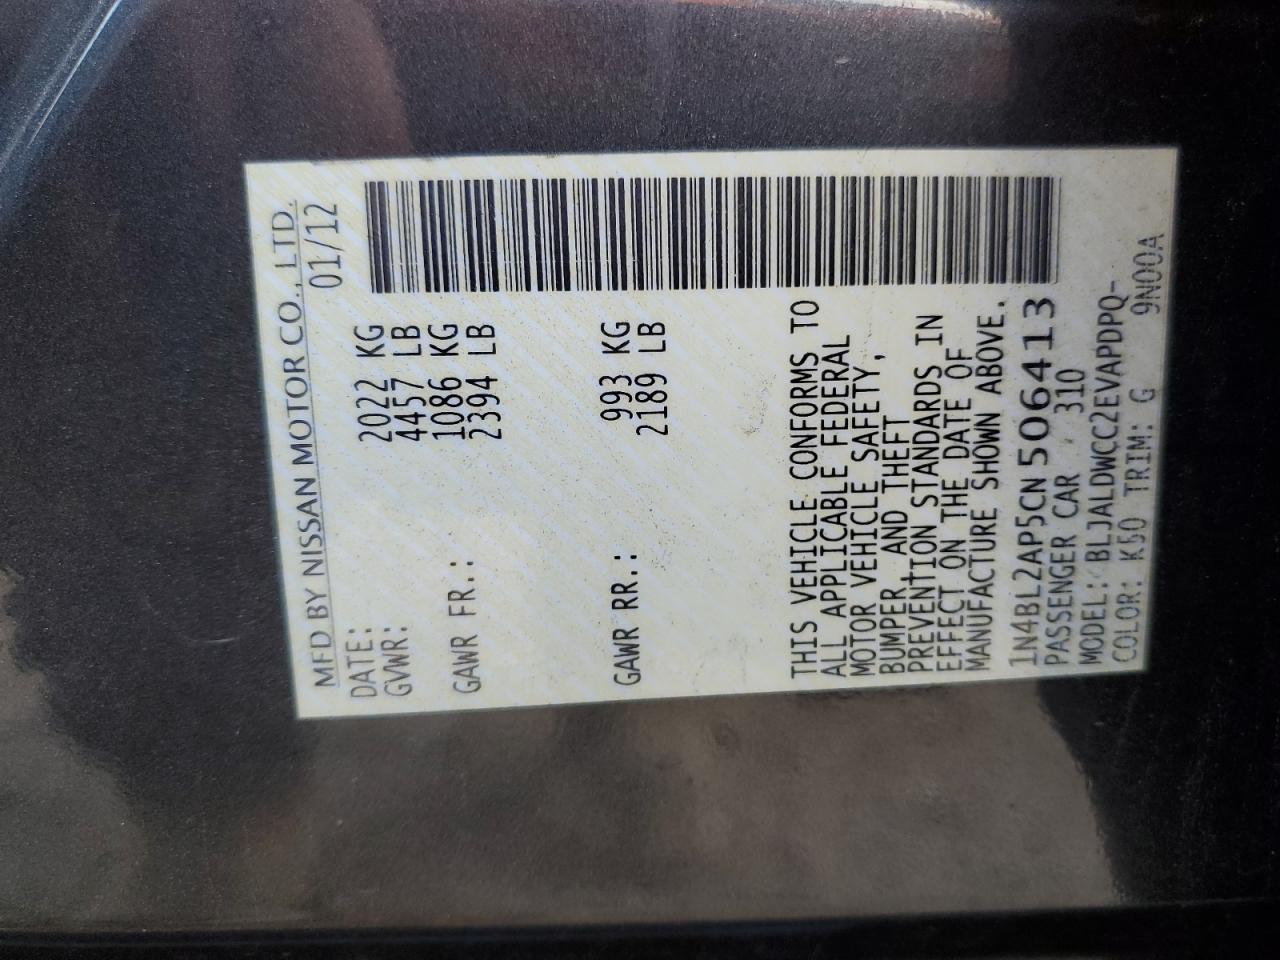 MFD BY NISSAN MOTOR CO., LTD.
DATE: 01/12
GVWR: 2022 KG
4457 LB
GAWR FR.: 1086 KG
2394 LB
GAWR RR.: 993 KG
2189 LB
THIS VEHICLE CONFORMS TO
ALL APPLICABLE FEDERAL
MOTOR VEHICLE SAFETY,
BUMPER, AND THEFT
PREVENTION STANDARDS IN
EFFECT ON THE DATE OF
MANUFACTURE SHOWN ABOVE.
1N4BL2AP5CN506413
PASSENGER CAR 310
MODEL: BLJALDWCC2EVAPDPQ-
COLOR: K50 TRIM: G 9N00A